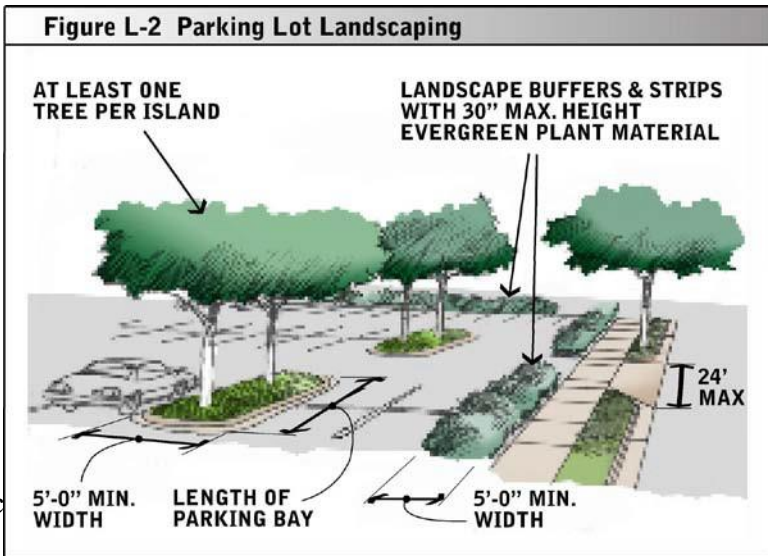 Figure L-2 Parking Lot Landscaping
AT LEAST ONE
TREE PER ISLAND
LANDSCAPE BUFFERS & STRIPS
WITH 30” MAX. HEIGHT
EVERGREEN PLANT MATERIAL
24’
MAX
5’-0” MIN.
WIDTH
LENGTH OF
PARKING BAY
5’-0” MIN.
WIDTH